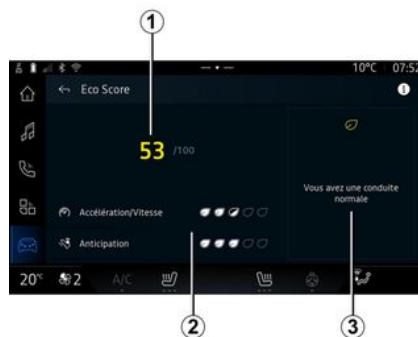 1
10°C 07:52
Eco Score
53 /100
Vous avez une conduite
normale
Accélération/Vitesse
Anticipation
20°c 2 A/C
2
3